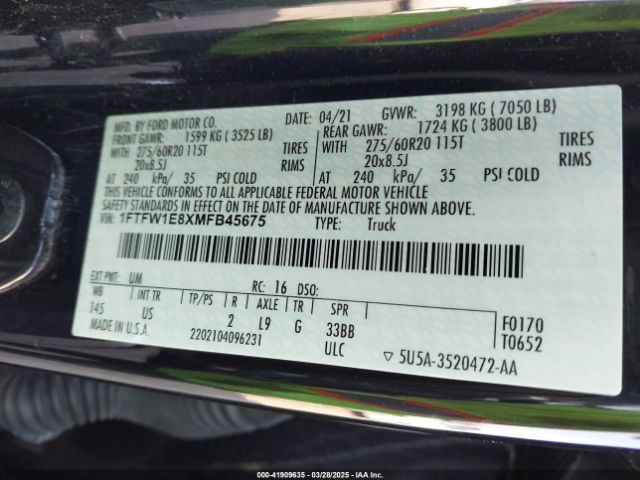 MFD. BY FORD MOTOR CO. DATE: 04/21 GVWR: 3198 KG ( 7050 LB)
FRONT GAWR: 1599 KG ( 3525 LB) REAR GAWR: 1724 KG ( 3800 LB)
WITH 275/60R20 115T TIRES WITH 275/60R20 115T TIRES
20x8.5J RIMS 20x8.5J RIMS
AT 240 kPa/ 35 PSI COLD AT 240 kPa/ 35 PSI COLD
THIS VEHICLE CONFORMS TO ALL APPLICABLE FEDERAL MOTOR VEHICLE
SAFETY STANDARDS IN EFFECT ON THE DATE OF MANUFACTURE SHOWN ABOVE.
VIN: 1FTFW1E8XMFB45675 TYPE: Truck
EXT PNT: UM RC: 16 DSO:
WB INT TR TP/PS R AXLE TR SPR
145 US 2 L9 G 33BB F0170
MADE IN U.S.A. 2202104096231 ULC T0652
▽ 5U5A-3520472-AA
000-41909635 - 03/28/2025 - IAA Inc.